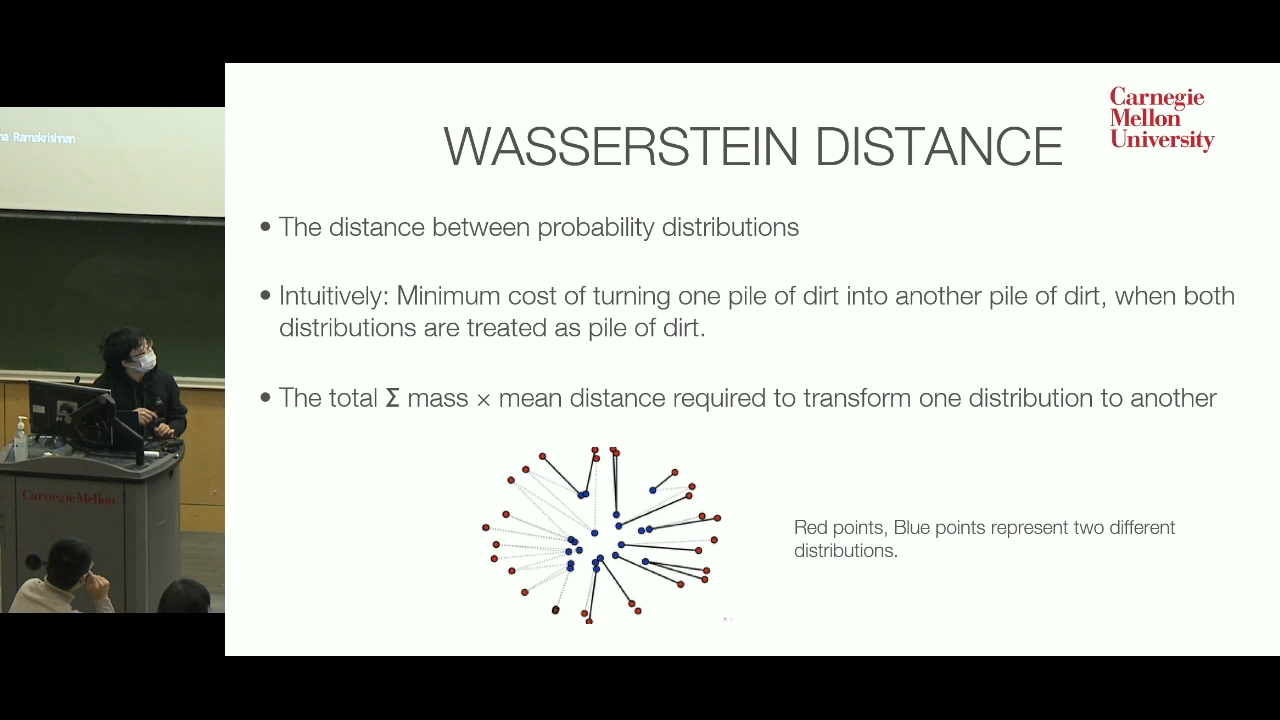 Ramakrishnan
Carnegie Mellon
Carnegie
Mellon
University
WASSERSTEIN DISTANCE
• The distance between probability distributions
• Intuitively: Minimum cost of turning one pile of dirt into another pile of dirt, when both
distributions are treated as pile of dirt.
• The total Σ mass × mean distance required to transform one distribution to another
Red points, Blue points represent two different
distributions.